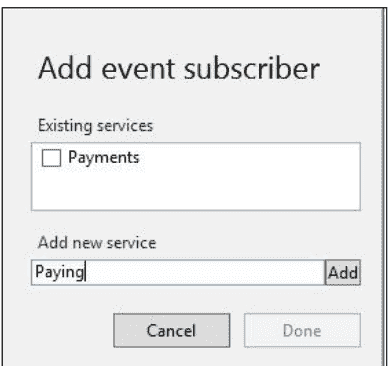 Add event subscriber
Existing services
Payments
Add new service
Paying
Add
Cancel
Done